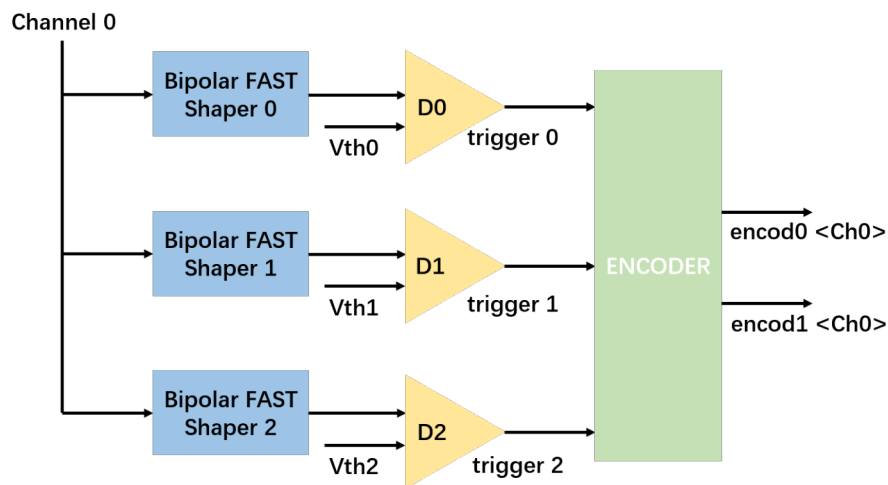 Channel 0
Bipolar FAST
Shaper 0
D0
Vth0
trigger 0
Bipolar FAST
Shaper 1
D1
Vth1
trigger 1
Bipolar FAST
Shaper 2
D2
Vth2
trigger 2
ENCODER
encod0 <Ch0>
encod1 <Ch0>